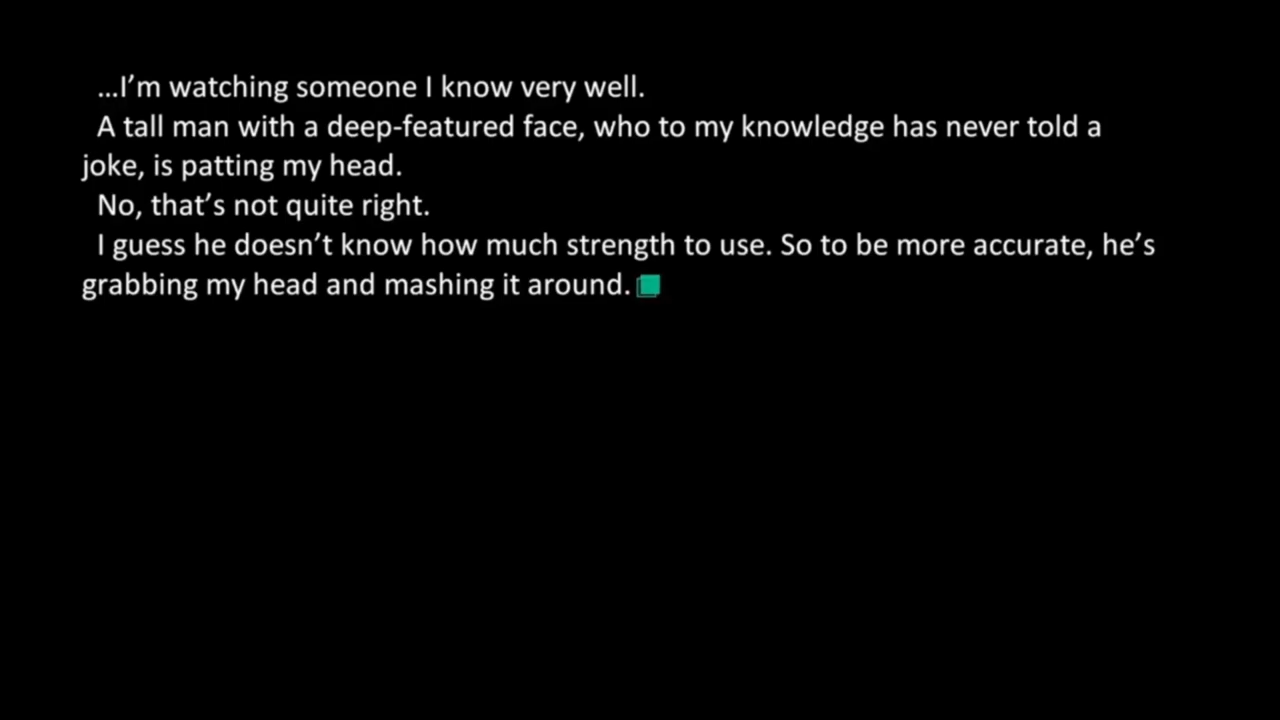 …I’m watching someone I know very well.
A tall man with a deep-featured face, who to my knowledge has never told a
joke, is patting my head.
No, that’s not quite right.
I guess he doesn’t know how much strength to use. So to be more accurate, he’s
grabbing my head and mashing it around.